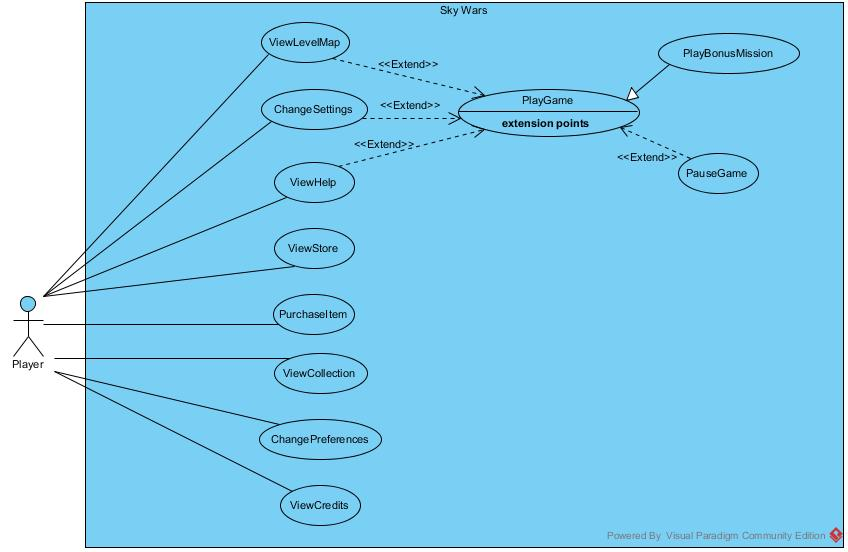 Sky Wars
ViewLevelMap
<<Extend>>
PlayBonusMission
ChangeSettings
<<Extend>>
PlayGame
extension points
<<Extend>>
<<Extend>>
PauseGame
ViewHelp
ViewStore
PurchaseItem
Player
ViewCollection
ChangePreferences
ViewCredits
Powered By Visual Paradigm Community Edition